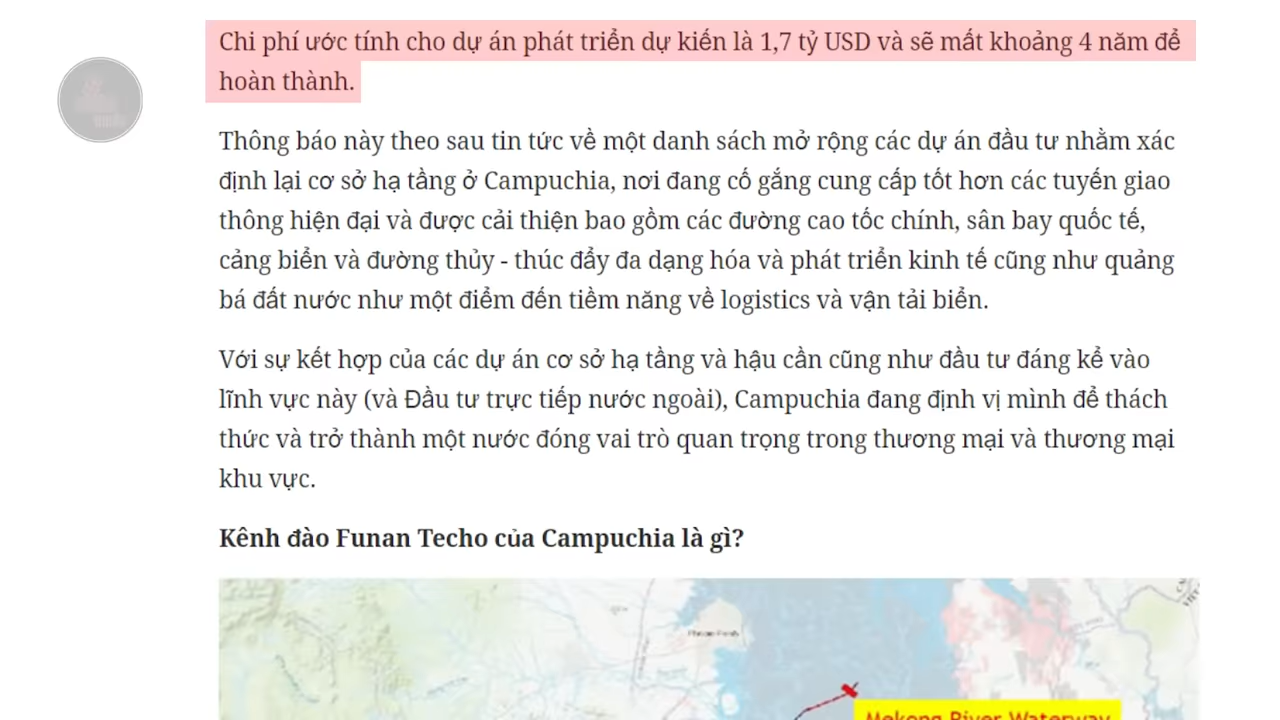 Chi phí ước tính cho dự án phát triển dự kiến là 1,7 tỷ USD và sẽ mất khoảng 4 năm để
hoàn thành.
Thông báo này theo sau tin tức về một danh sách mở rộng các dự án đầu tư nhằm xác
định lại cơ sở hạ tầng ở Campuchia, nơi đang cố gắng cung cấp tốt hơn các tuyến giao
thông hiện đại và được cải thiện bao gồm các đường cao tốc chính, sân bay quốc tế,
cảng biển và đường thủy - thúc đẩy đa dạng hóa và phát triển kinh tế cũng như quảng
bá đất nước như một điểm đến tiềm năng về logistics và vận tải biển.
Với sự kết hợp của các dự án cơ sở hạ tầng và hậu cần cũng như đầu tư đáng kể vào
lĩnh vực này (và Đầu tư trực tiếp nước ngoài), Campuchia đang định vị mình để thách
thức và trở thành một nước đóng vai trò quan trọng trong thương mại và thương mại
khu vực.
Kênh đào Funan Techo của Campuchia là gì?
Phnom Penh
Mekong River Waterway